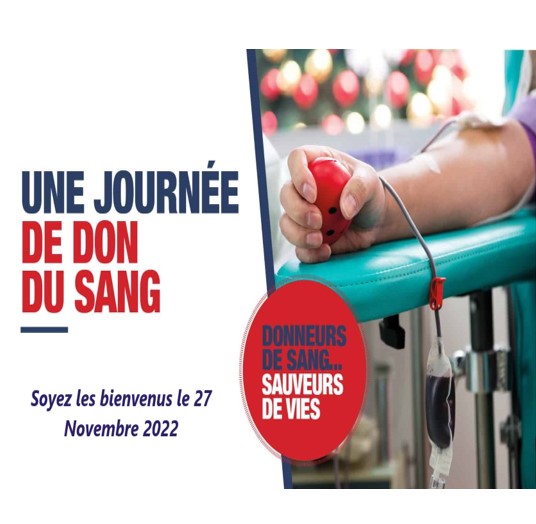 UNE JOURNÉE
DE DON
DU SANG
DONNEURS
DE SANG...
SAUVEURS
DE VIES
Soyez les bienvenus le 27
Novembre 2022